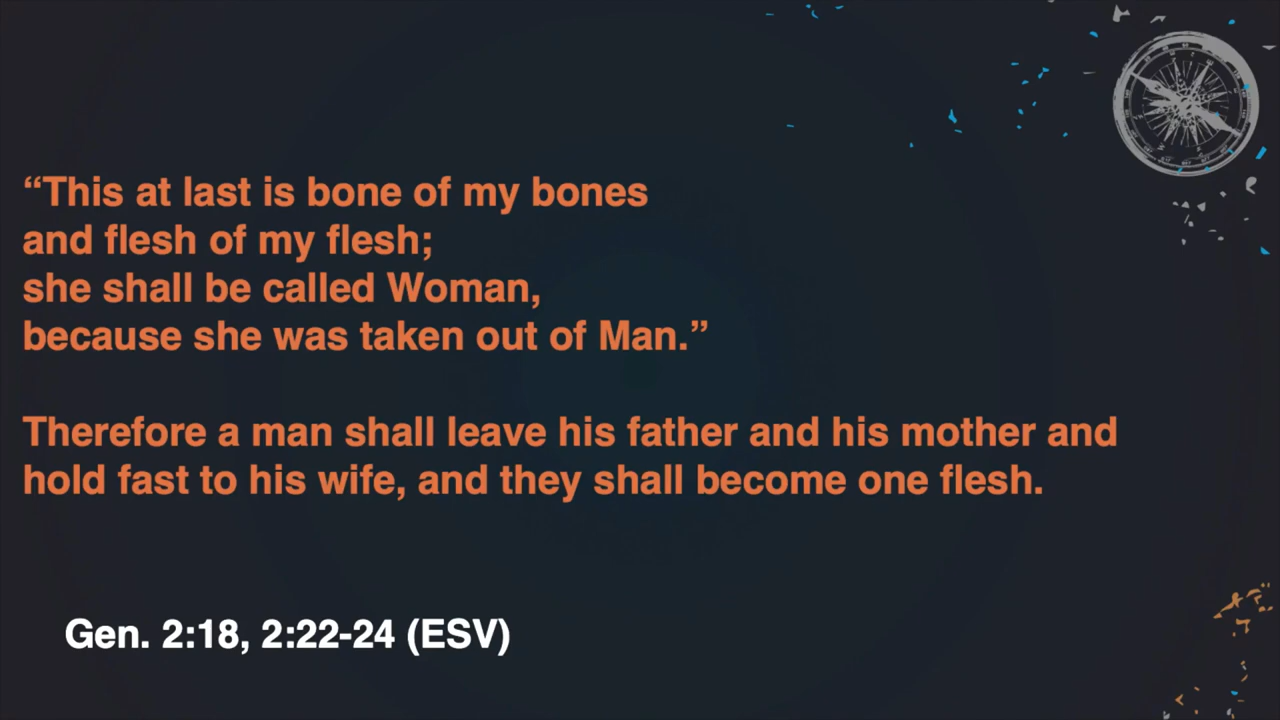 “This at last is bone of my bones
and flesh of my flesh;
she shall be called Woman,
because she was taken out of Man.”
Therefore a man shall leave his father and his mother and
hold fast to his wife, and they shall become one flesh.
Gen. 2:18, 2:22-24 (ESV)